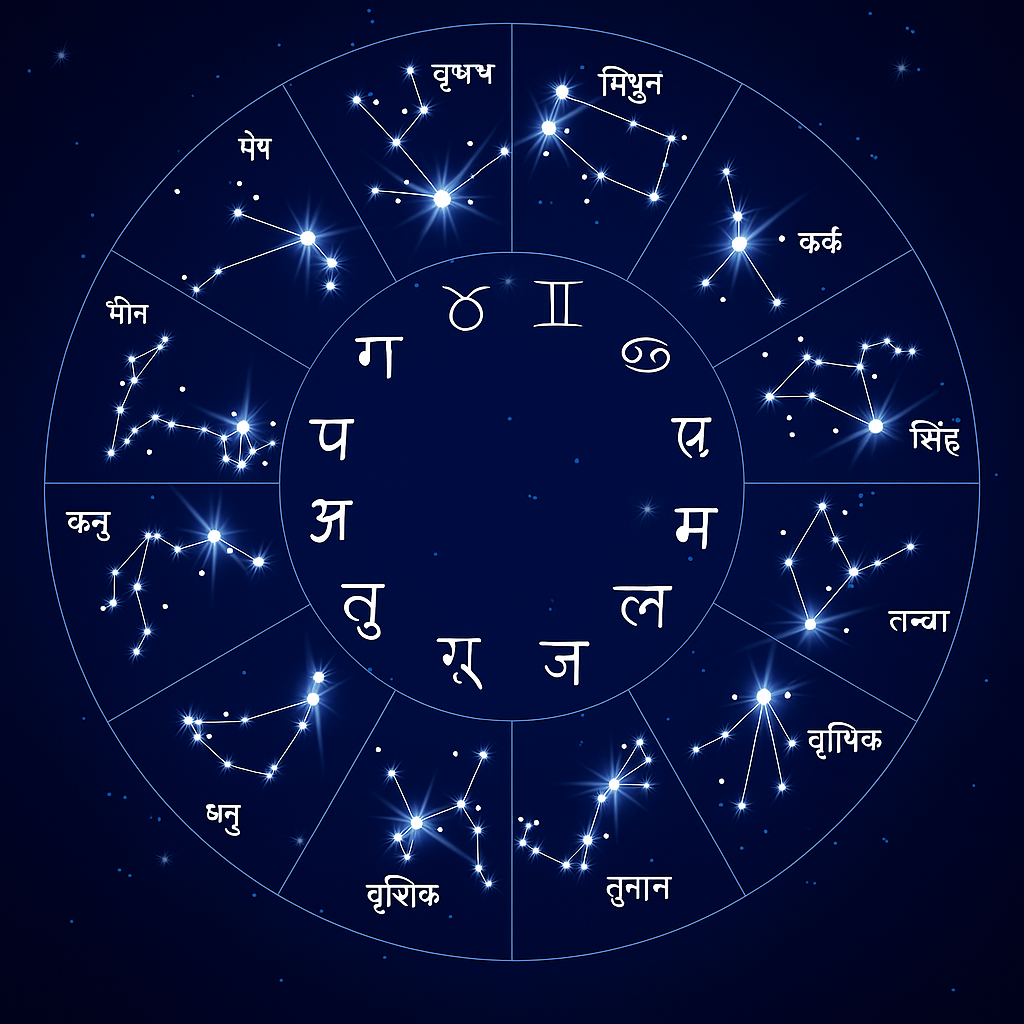 वृषभ
मिथुन
मेय
कर्क
मीन
सिंह
कनु
तन्वा
वृथिक
धनु
वृशिक
तुनान
ग
प
अ
तु
ज
ल
म